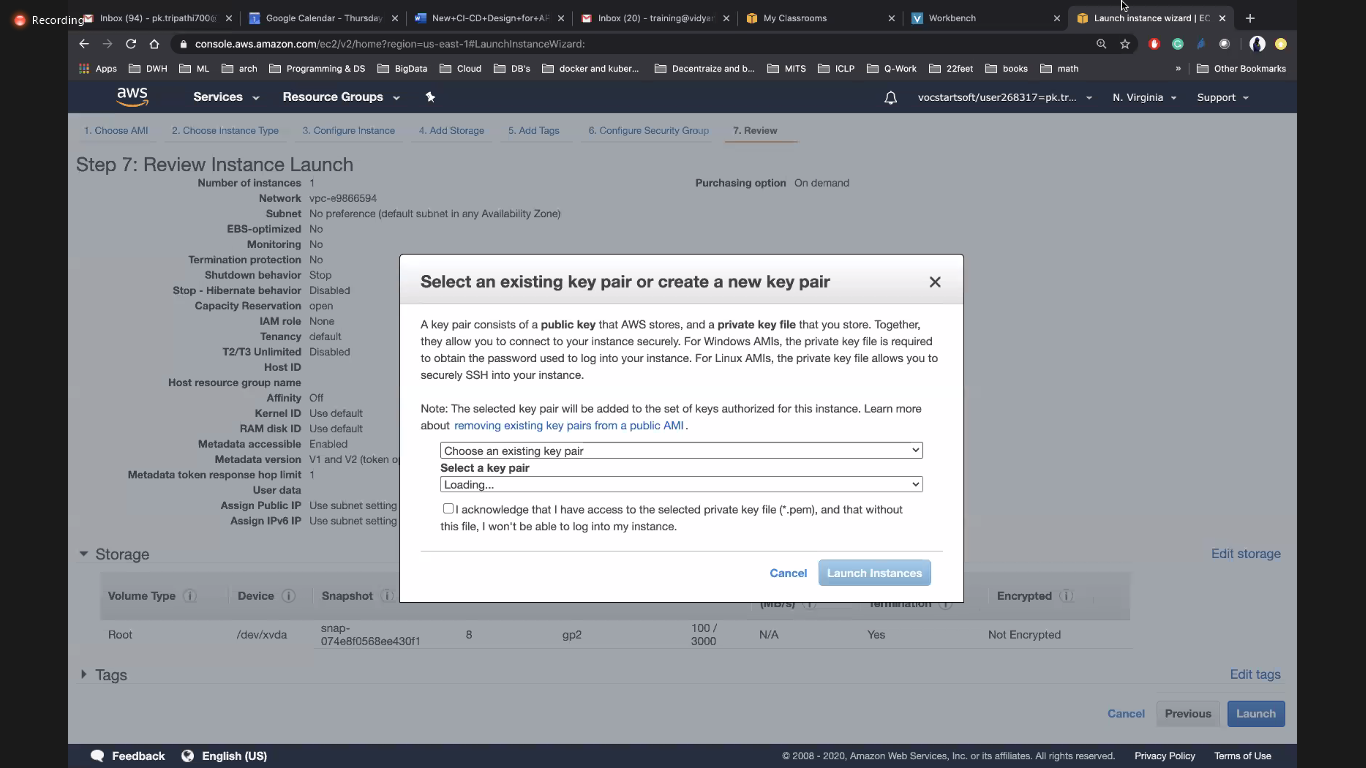 Recording
Inbox (94) - pk.tripathi700@
Google Calendar - Thursday
New+CI-CD+Design+for+AF
Inbox (20) - training@vidyar
My Classrooms
Workbench
Launch instance wizard | EC
console.aws.amazon.com/ec2/v2/home?region=us-east-1#LaunchInstanceWizard:
Apps
DWH
ML
arch
Programming & DS
BigData
Cloud
DB's
docker and kuber...
Decentraize and b...
MITS
ICLP
Q-Work
22feet
books
math
»
Other Bookmarks
aws
Services
Resource Groups
vocstartsoft/user268317=pk.tr...
N. Virginia
Support
1. Choose AMI
2. Choose Instance Type
3. Configure Instance
4. Add Storage
5. Add Tags
6. Configure Security Group
7. Review
Step 7: Review Instance Launch
Number of instances 1
Purchasing option On demand
Network vpc-e9866594
Subnet No preference (default subnet in any Availability Zone)
EBS-optimized No
Monitoring No
Termination protection No
Shutdown behavior Stop
Stop - Hibernate behavior Disabled
Capacity Reservation open
IAM role None
Tenancy default
T2/T3 Unlimited Disabled
Host ID
Host resource group name
Affinity Off
Kernel ID Use default
RAM disk ID Use default
Metadata accessible Enabled
Metadata version V1 and V2 (token op
Metadata token response hop limit 1
User data
Assign Public IP Use subnet setting
Assign IPv6 IP Use subnet setting
Select an existing key pair or create a new key pair
A key pair consists of a public key that AWS stores, and a private key file that you store. Together,
they allow you to connect to your instance securely. For Windows AMIs, the private key file is required
to obtain the password used to log into your instance. For Linux AMIs, the private key file allows you to
securely SSH into your instance.
Note: The selected key pair will be added to the set of keys authorized for this instance. Learn more
about removing existing key pairs from a public AMI.
Choose an existing key pair
Select a key pair
Loading...
I acknowledge that I have access to the selected private key file (*.pem), and that without
this file, I won't be able to log into my instance.
Cancel
Launch Instances
Storage
Edit storage
Volume Type
Device
Snapshot
(MB/s)
Termination
Encrypted
Root
/dev/xvda
snap-
074e8f0568ee430f1
8
gp2
100 /
3000
N/A
Yes
Not Encrypted
Tags
Edit tags
Cancel
Previous
Launch
Feedback
English (US)
© 2008 - 2020, Amazon Web Services, Inc. or its affiliates. All rights reserved.
Privacy Policy
Terms of Use